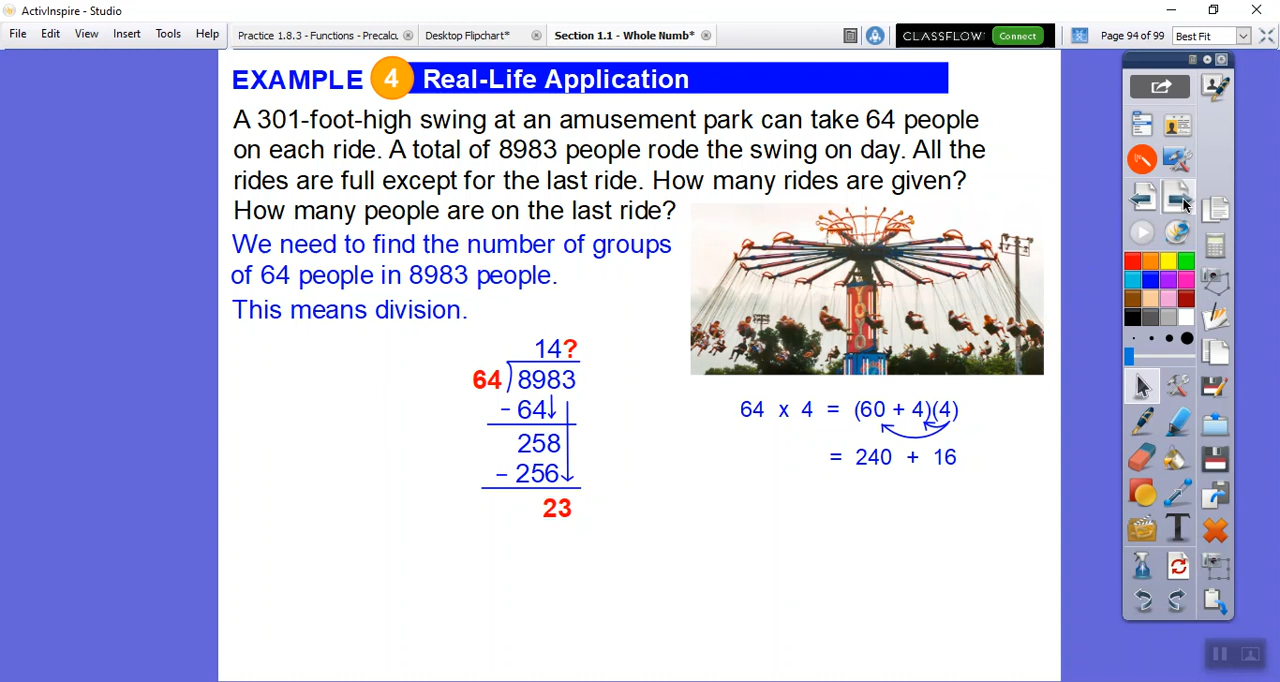 ActivInspire - Studio
File Edit View Insert Tools Help
Practice 1.8.3 - Functions - Precalcu Desktop Flipchart* Section 1.1 - Whole Numb* CLASSFLOW Connect Page 94 of 99 Best Fit
EXAMPLE 4 Real-Life Application
A 301-foot-high swing at an amusement park can take 64 people
on each ride. A total of 8983 people rode the swing on day. All the
rides are full except for the last ride. How many rides are given?
How many people are on the last ride?
We need to find the number of groups
of 64 people in 8983 people.
This means division.
14?
64 8983
- 64
258
- 256
23
64 x 4 = (60 + 4)(4)
= 240 + 16
YOYO
T